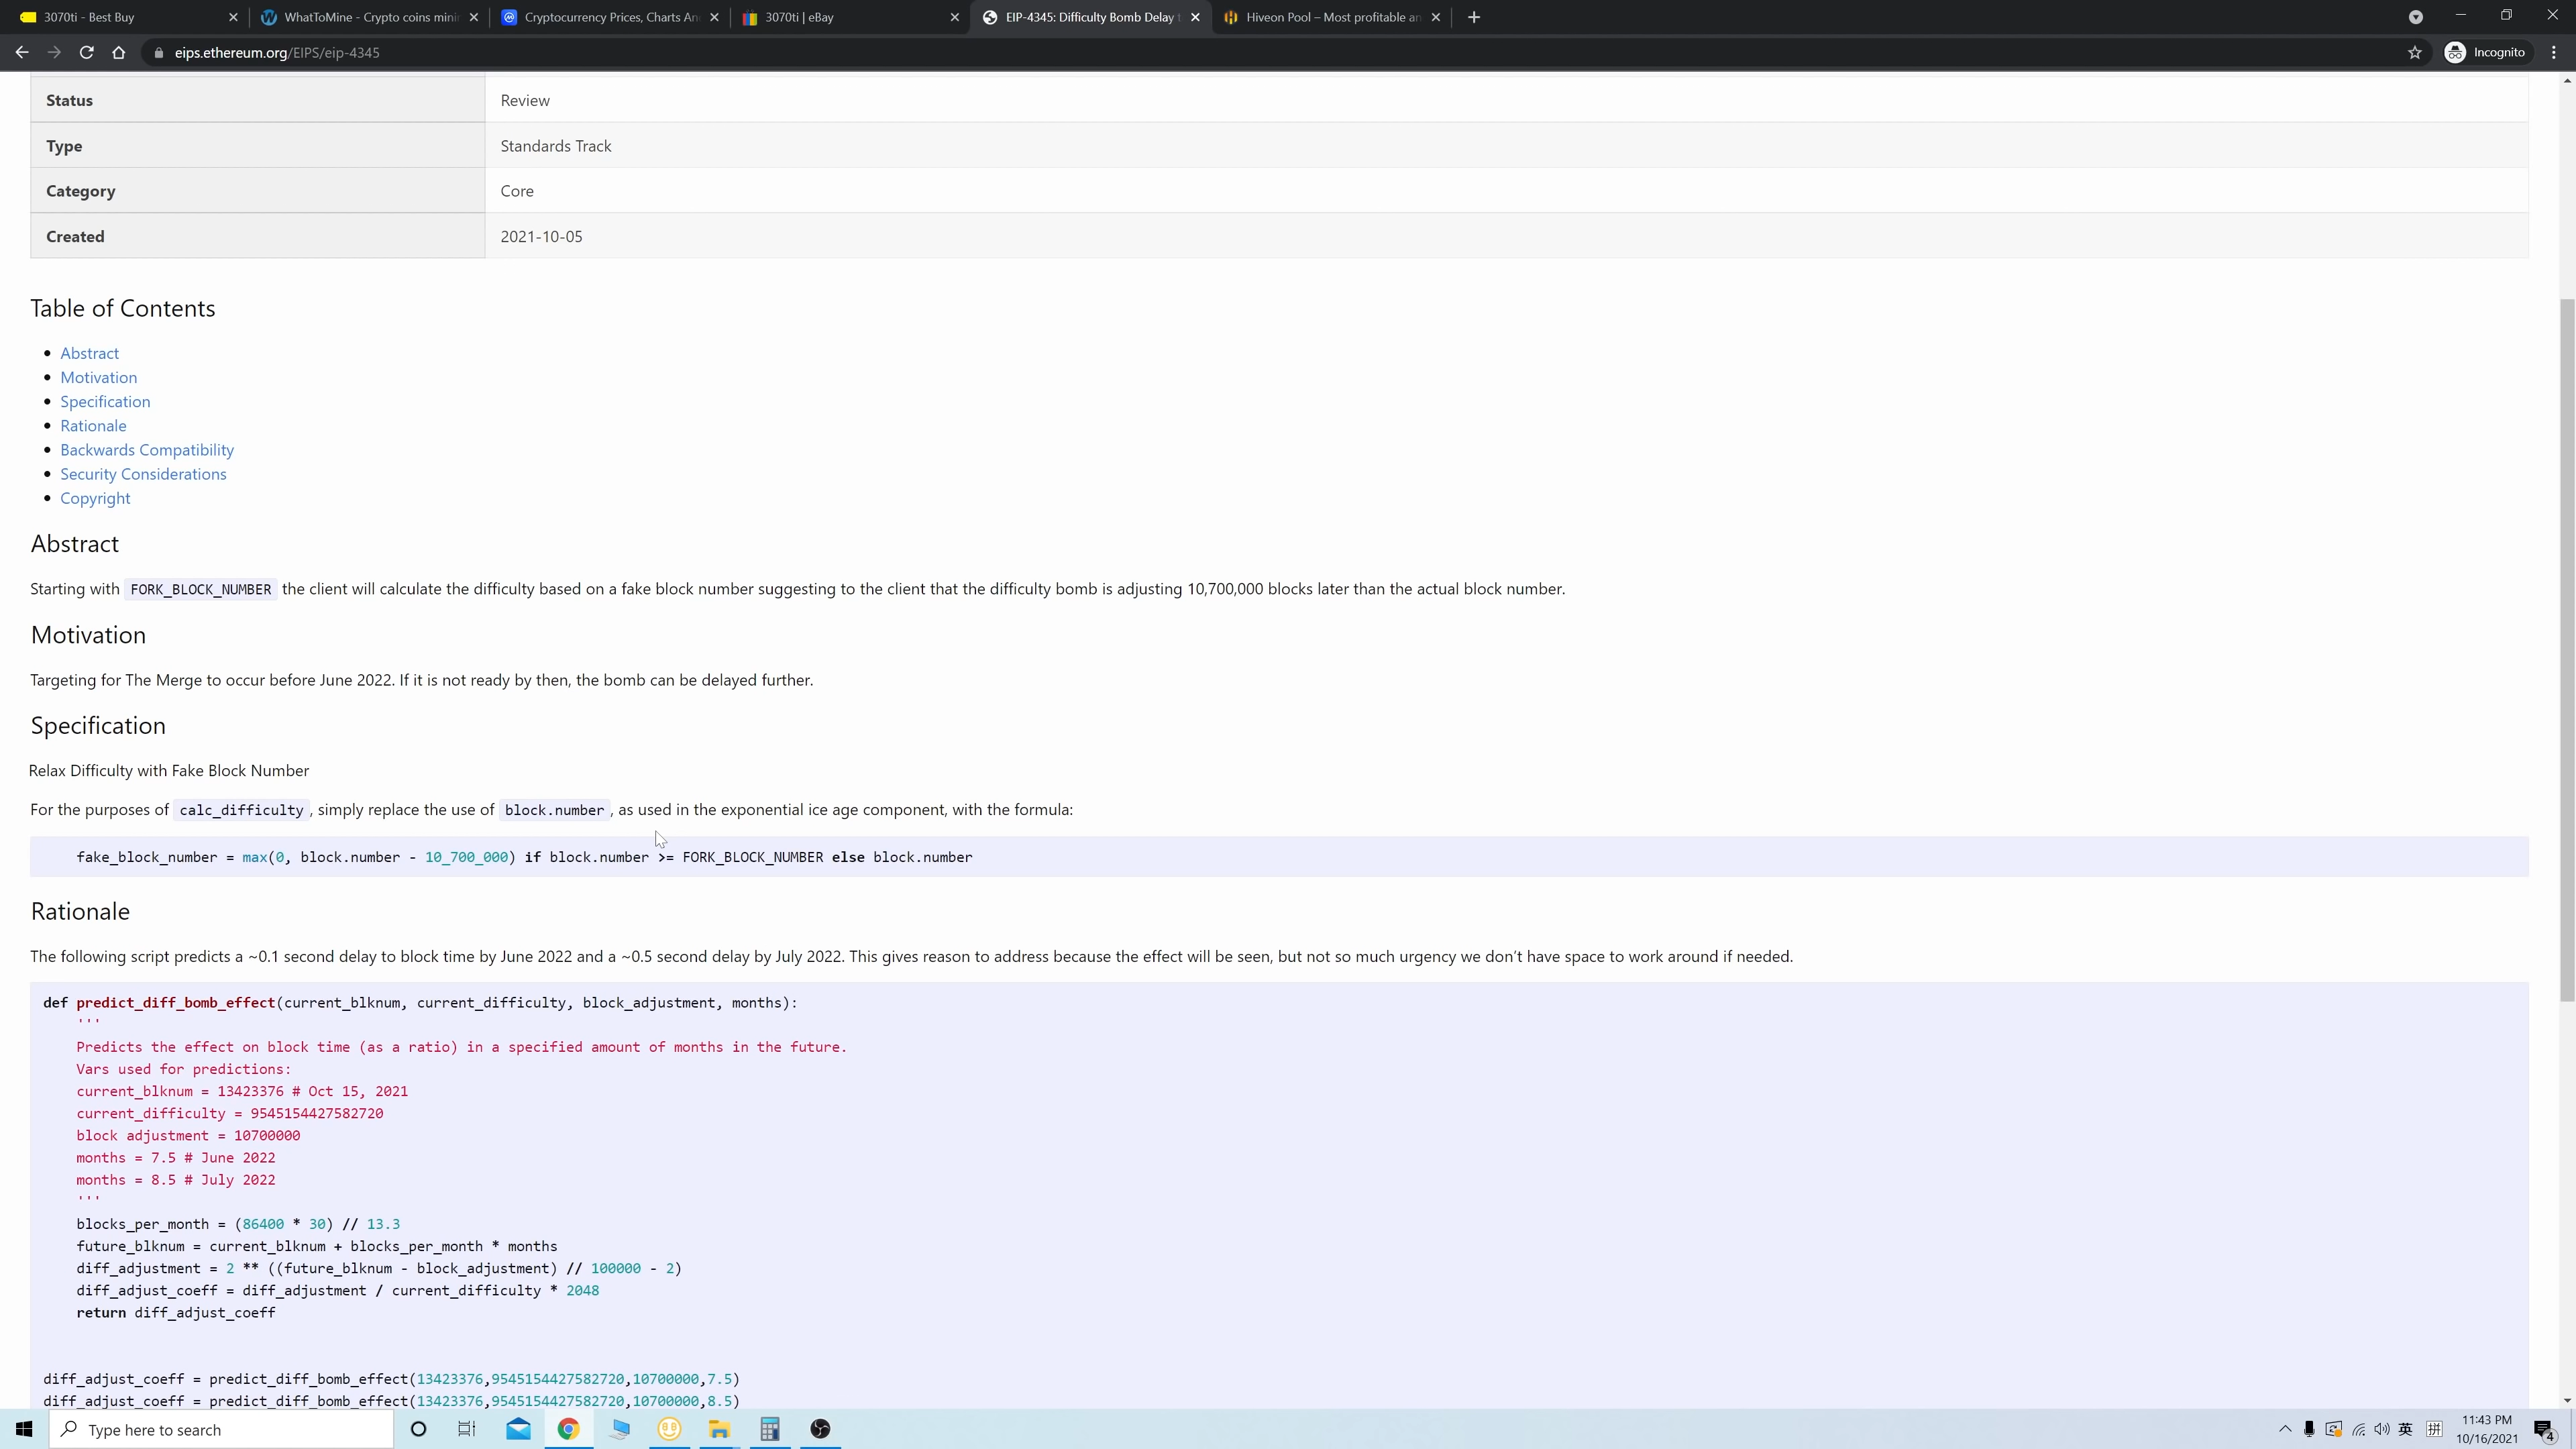 3070ti - Best Buy
WhatToMine - Crypto coins mini
Cryptocurrency Prices, Charts An
3070ti | eBay
EIP-4345: Difficulty Bomb Delay t
Hiveon Pool – Most profitable an
eips.ethereum.org/EIPS/eip-4345
Incognito
Status Review
Type Standards Track
Category Core
Created 2021-10-05
Table of Contents
Abstract
Motivation
Specification
Rationale
Backwards Compatibility
Security Considerations
Copyright
Abstract
Starting with FORK_BLOCK_NUMBER the client will calculate the difficulty based on a fake block number suggesting to the client that the difficulty bomb is adjusting 10,700,000 blocks later than the actual block number.
Motivation
Targeting for The Merge to occur before June 2022. If it is not ready by then, the bomb can be delayed further.
Specification
Relax Difficulty with Fake Block Number
For the purposes of calc_difficulty, simply replace the use of block.number, as used in the exponential ice age component, with the formula:
fake_block_number = max(0, block.number - 10_700_000) if block.number >= FORK_BLOCK_NUMBER else block.number
Rationale
The following script predicts a ~0.1 second delay to block time by June 2022 and a ~0.5 second delay by July 2022. This gives reason to address because the effect will be seen, but not so much urgency we don’t have space to work around if needed.
def predict_diff_bomb_effect(current_blknum, current_difficulty, block_adjustment, months):
'''
Predicts the effect on block time (as a ratio) in a specified amount of months in the future.
Vars used for predictions:
current_blknum = 13423376 # Oct 15, 2021
current_difficulty = 9545154427582720
block adjustment = 10700000
months = 7.5 # June 2022
months = 8.5 # July 2022
'''
blocks_per_month = (86400 * 30) // 13.3
future_blknum = current_blknum + blocks_per_month * months
diff_adjustment = 2 ** ((future_blknum - block_adjustment) // 100000 - 2)
diff_adjust_coeff = diff_adjustment / current_difficulty * 2048
return diff_adjust_coeff
diff_adjust_coeff = predict_diff_bomb_effect(13423376,9545154427582720,10700000,7.5)
diff_adjust_coeff = predict_diff_bomb_effect(13423376,9545154427582720,10700000,8.5)
Type here to search
英
拼
11:43 PM
10/16/2021
4